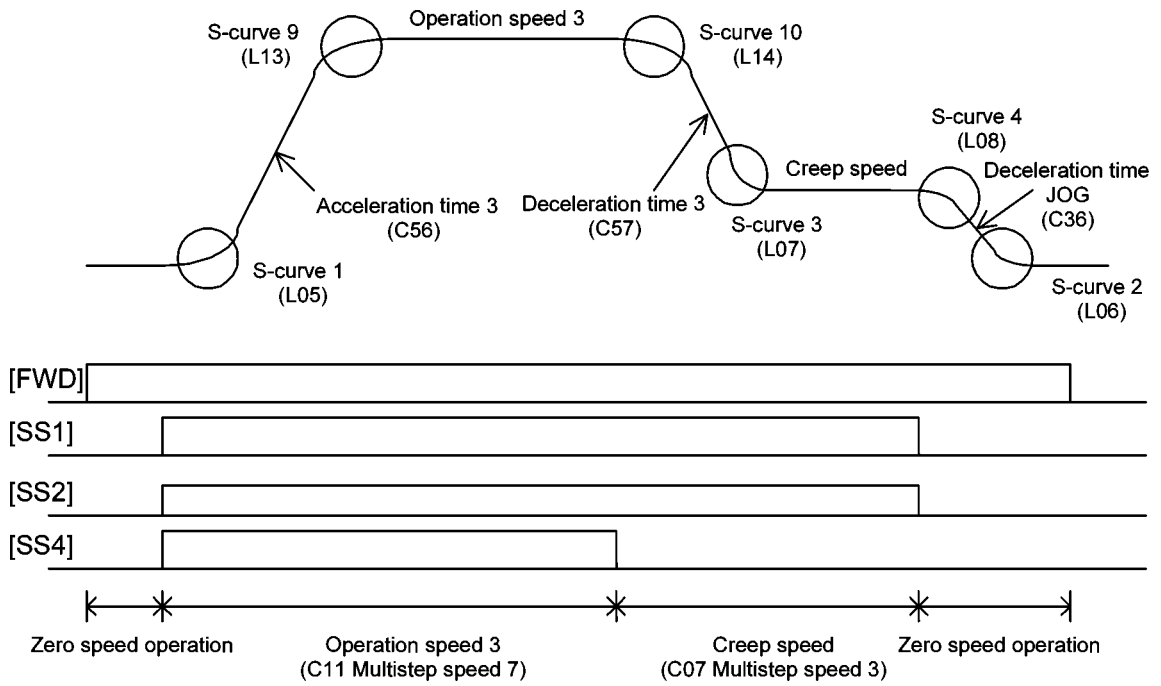 Operation speed 3
S-curve 9
(L13)
S-curve 10
(L14)
S-curve 4
(L08)
Creep speed
Deceleration time
JOG
(C36)
Acceleration time 3
(C56)
Deceleration time 3
(C57)
S-curve 3
(L07)
S-curve 1
(L05)
S-curve 2
(L06)
[FWD]
[SS1]
[SS2]
[SS4]
Zero speed operation
Operation speed 3
(C11 Multistep speed 7)
Creep speed
(C07 Multistep speed 3)
Zero speed operation